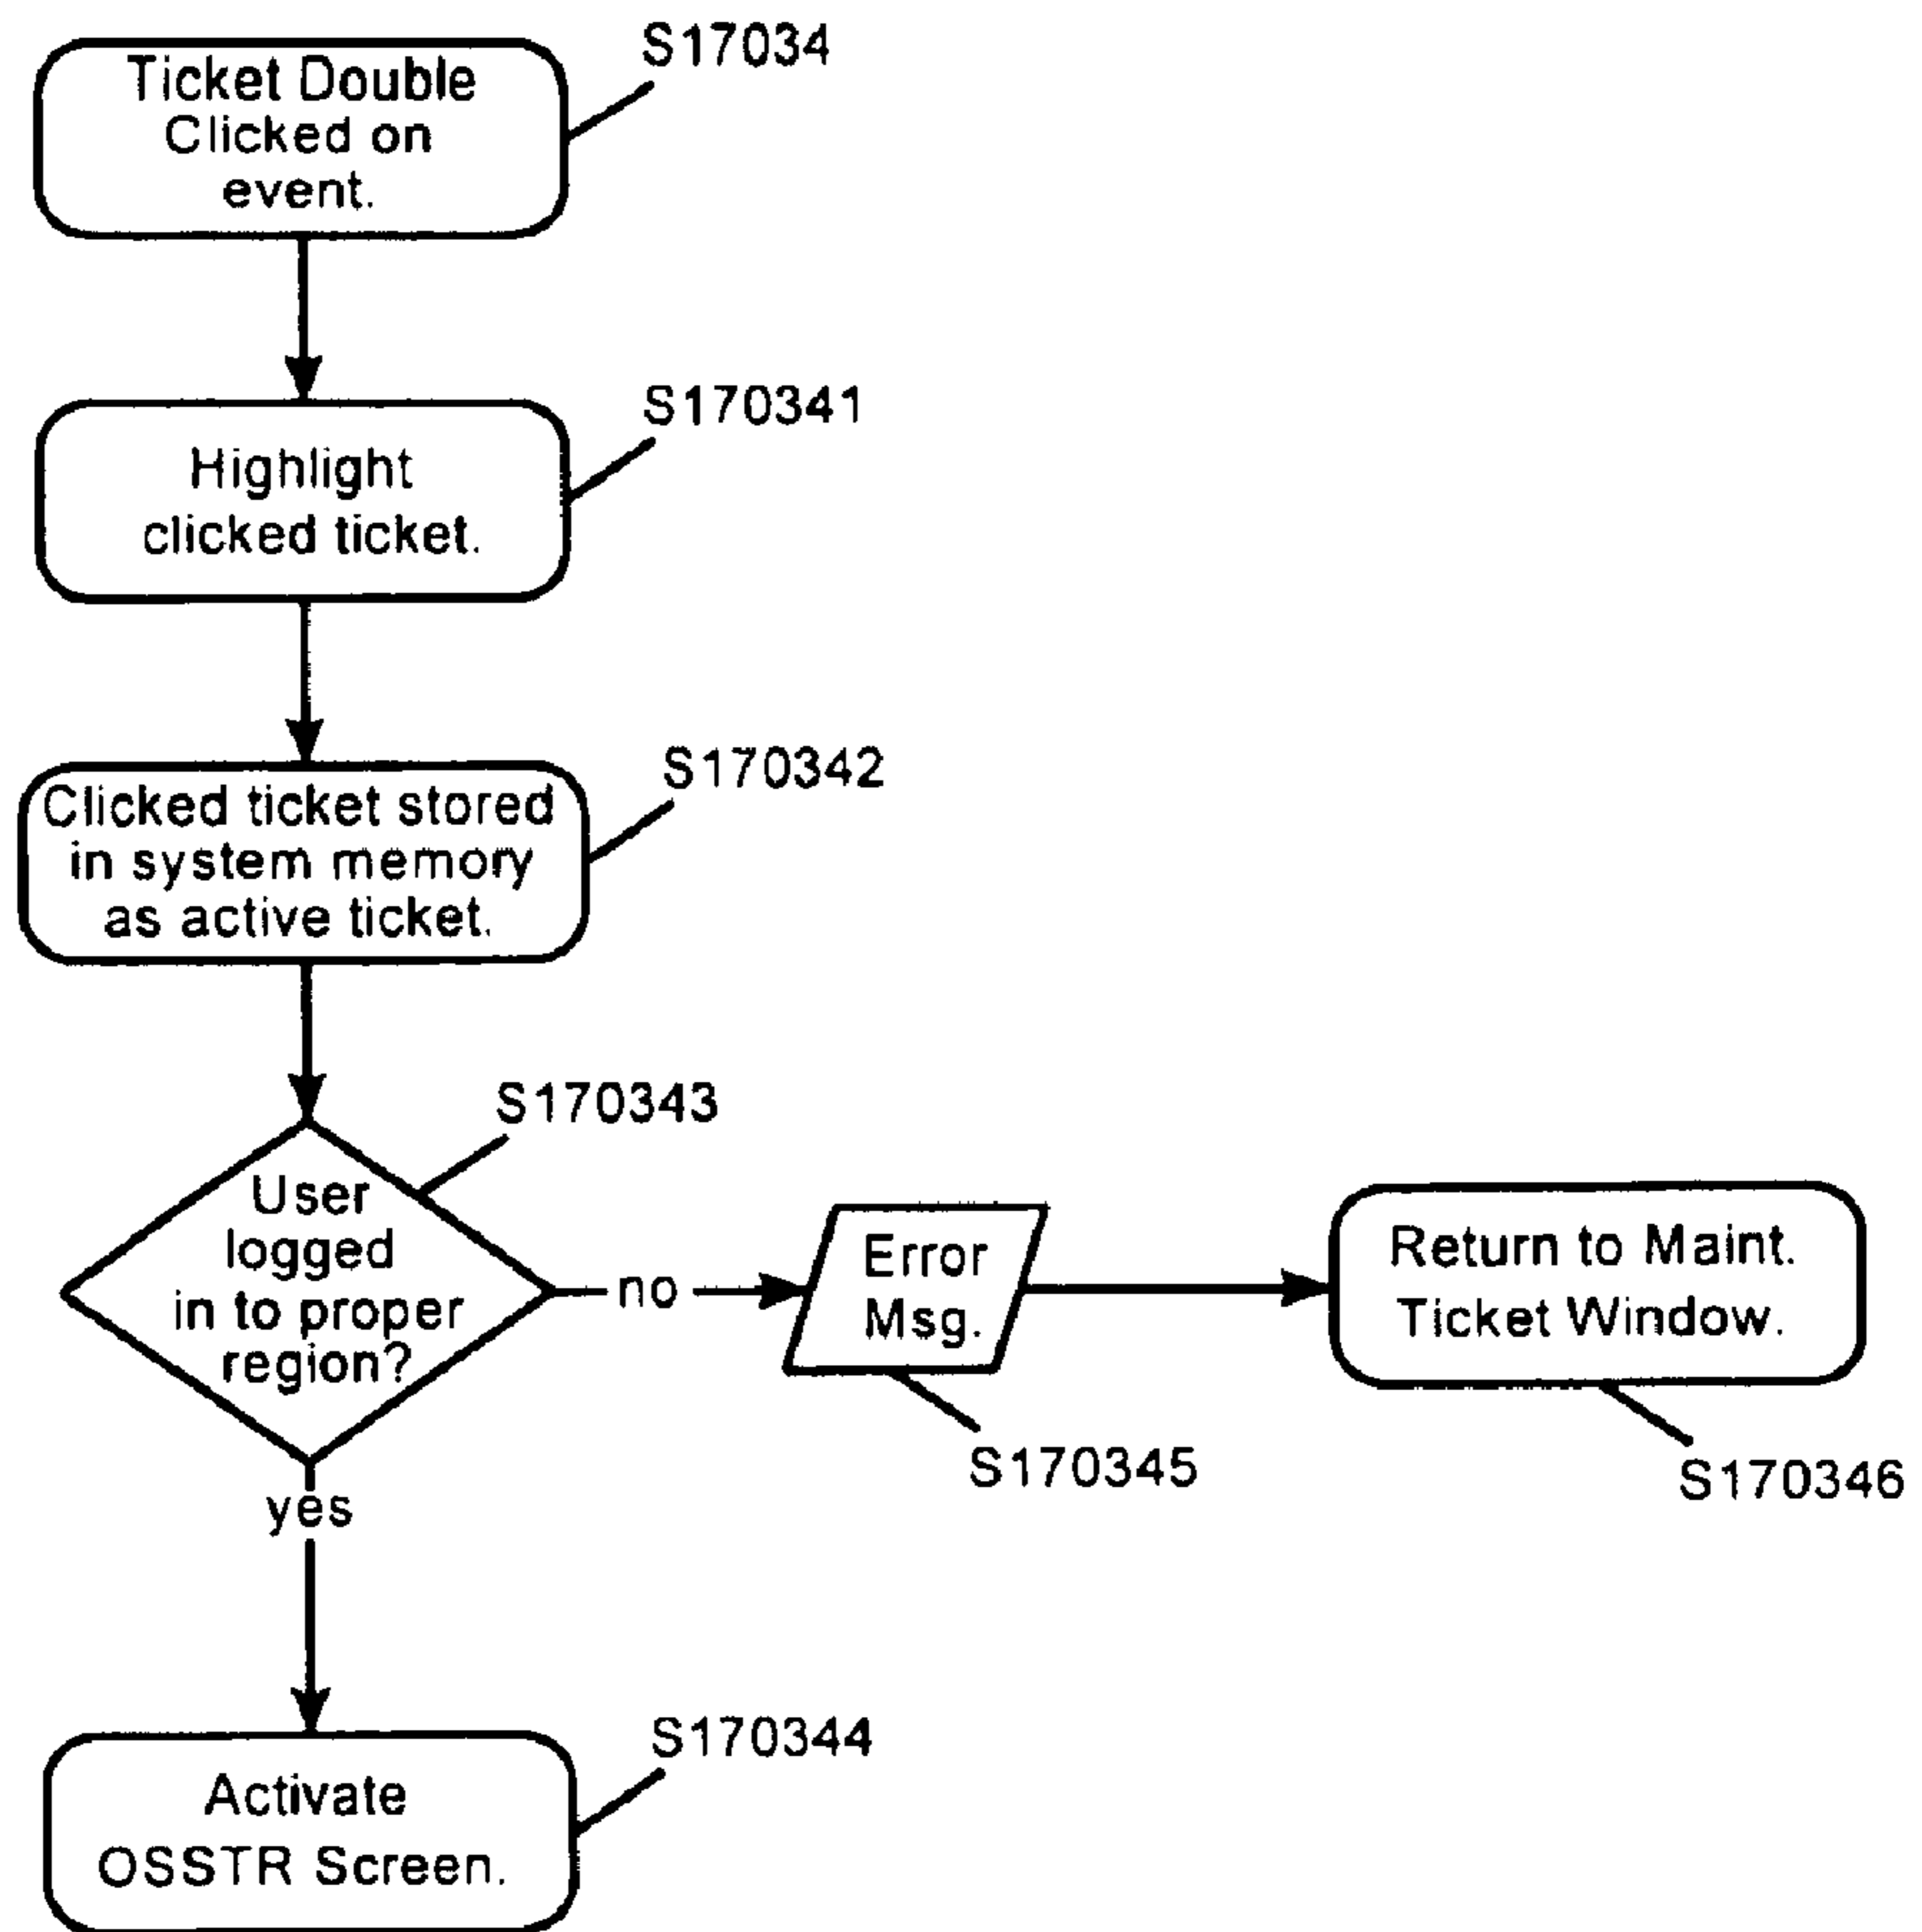 S17034
Ticket Double
Clicked on
event.
S170341
Highlight
clicked ticket.
S170342
Clicked ticket stored
in system memory
as active ticket.
S170343
User
logged
in to proper
region?
no
Error
Msg.
S170345
Return to Maint.
Ticket Window.
S170346
yes
S170344
Activate
OSSTR Screen.